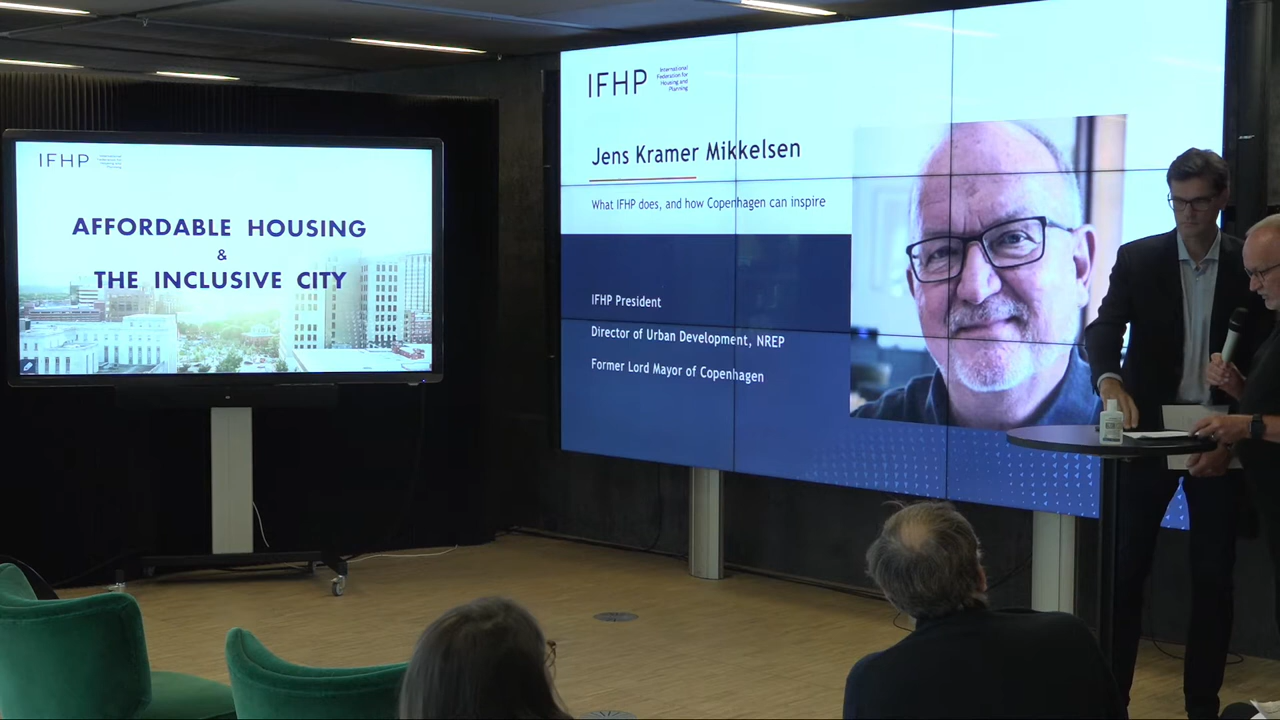 IFHP
AFFORDABLE HOUSING
&
THE INCLUSIVE CITY
IFHP
International
Federation for
Housing and
Planning
Jens Kramer Mikkelsen
What IFHP does, and how Copenhagen can inspire
IFHP President
Director of Urban Development, NREP
Former Lord Mayor of Copenhagen